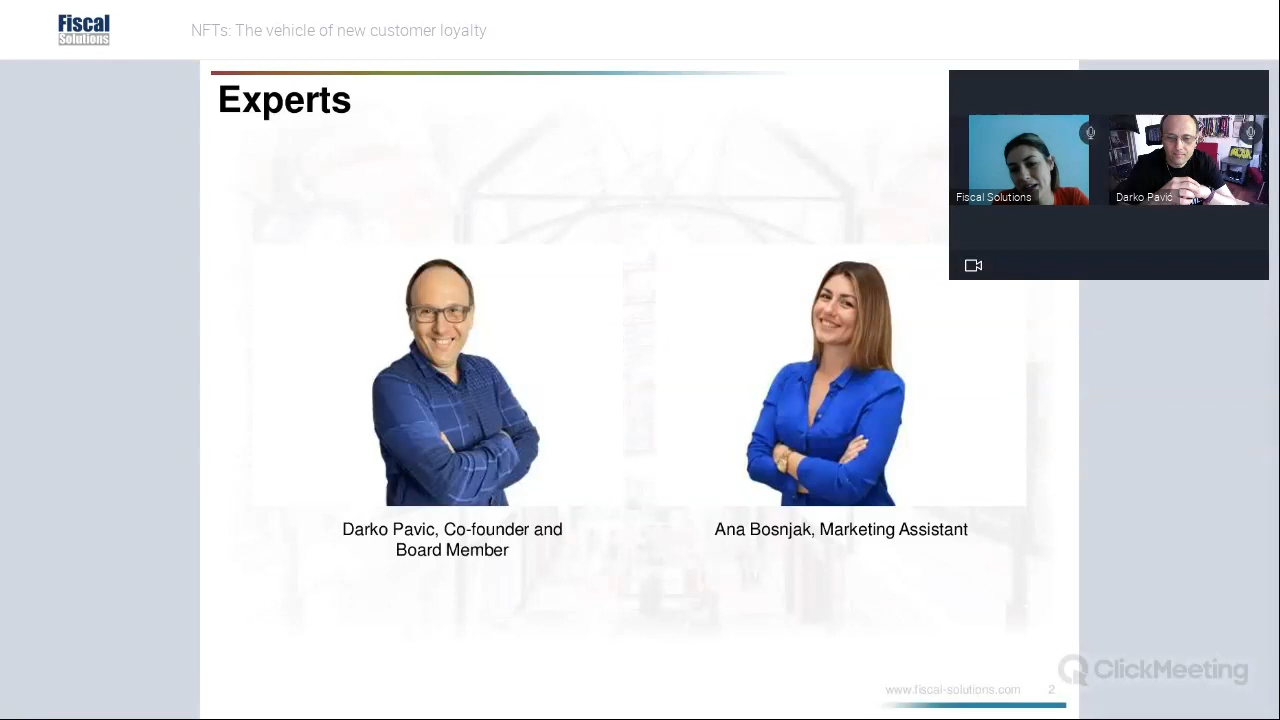 Fiscal
Solutions
NFTs: The vehicle of new customer loyalty
Experts
Fiscal Solutions
Darko Pavić
Darko Pavic, Co-founder and
Board Member
Ana Bosnjak, Marketing Assistant
ClickMeeting
www.fiscal-solutions.com
2